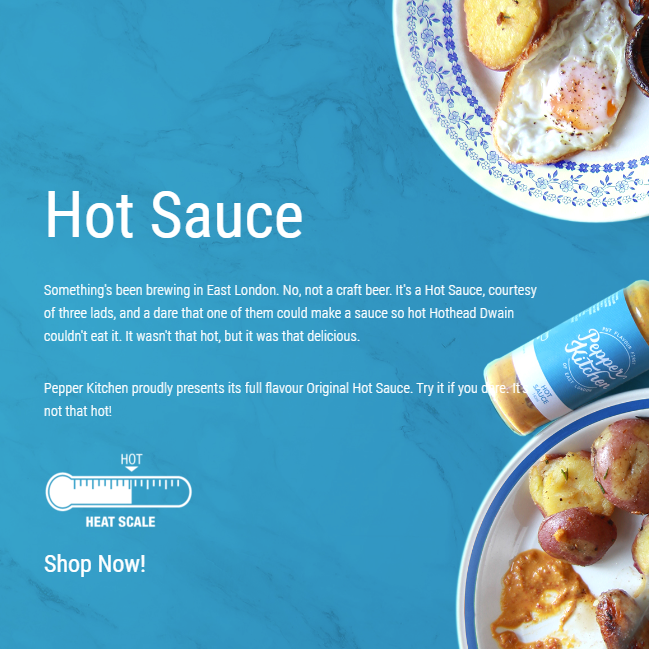 Hot Sauce
Something's been brewing in East London. No, not a craft beer. It's a Hot Sauce, courtesy
of three lads, and a dare that one of them could make a sauce so hot Hothead Dwain
couldn't eat it. It wasn't that hot, but it was that delicious.
Pepper Kitchen proudly presents its full flavour Original Hot Sauce. Try it if you dare. It's
not that hot!
Pepper
Kitchen
HOT
SAUCE
HOT
HEAT SCALE
Shop Now!